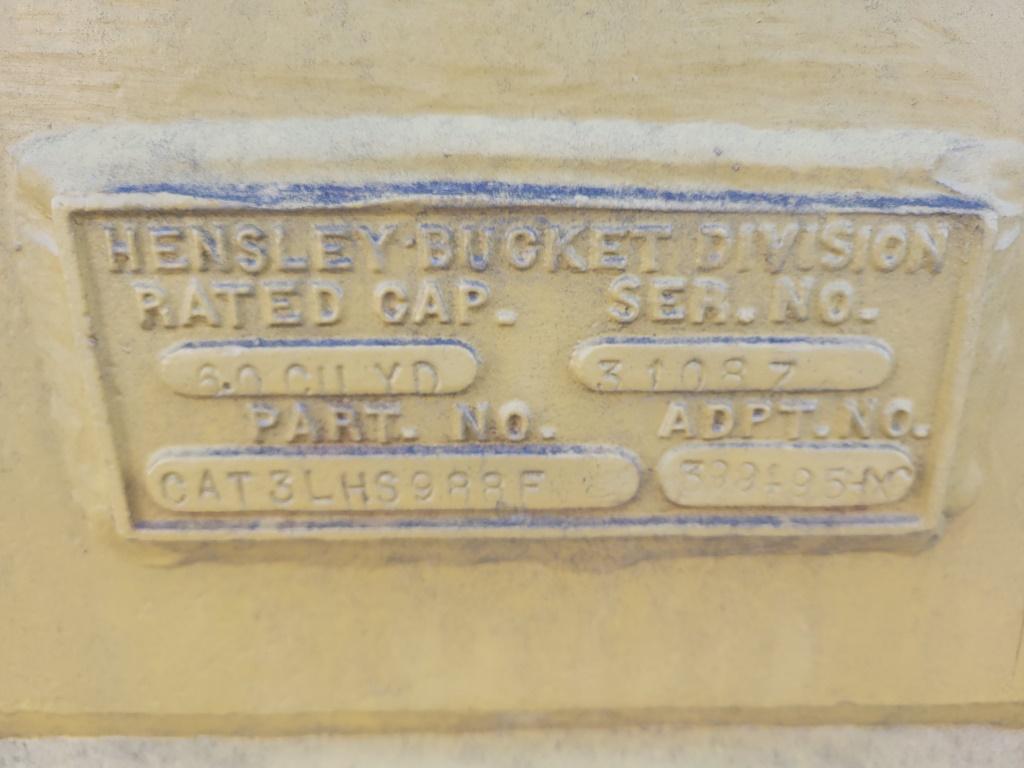 HENSLEY·BUCKET DIVISION
RATED CAP. SER. NO.
6.0 CU YD 31087
PART. NO. ADPT. NO.
CAT3LHS988F